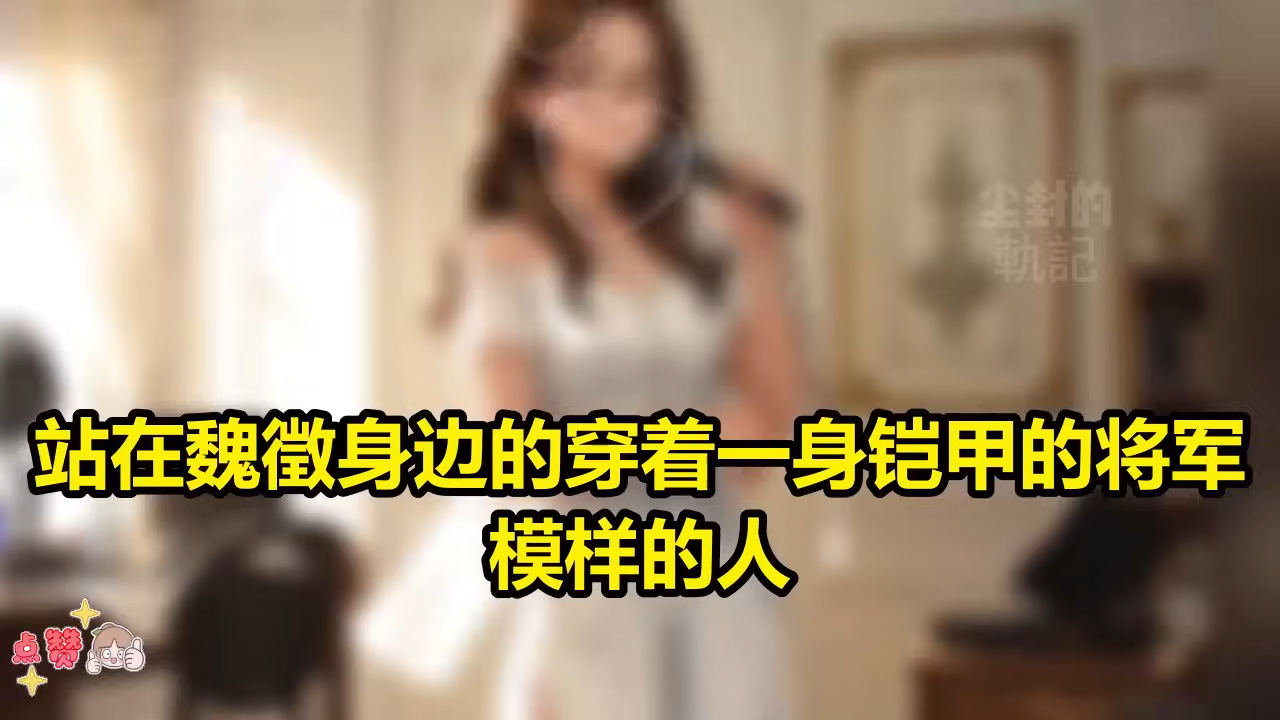 尘封的
軌記
站在魏徵身边的穿着一身铠甲的将军
模样的人
点赞